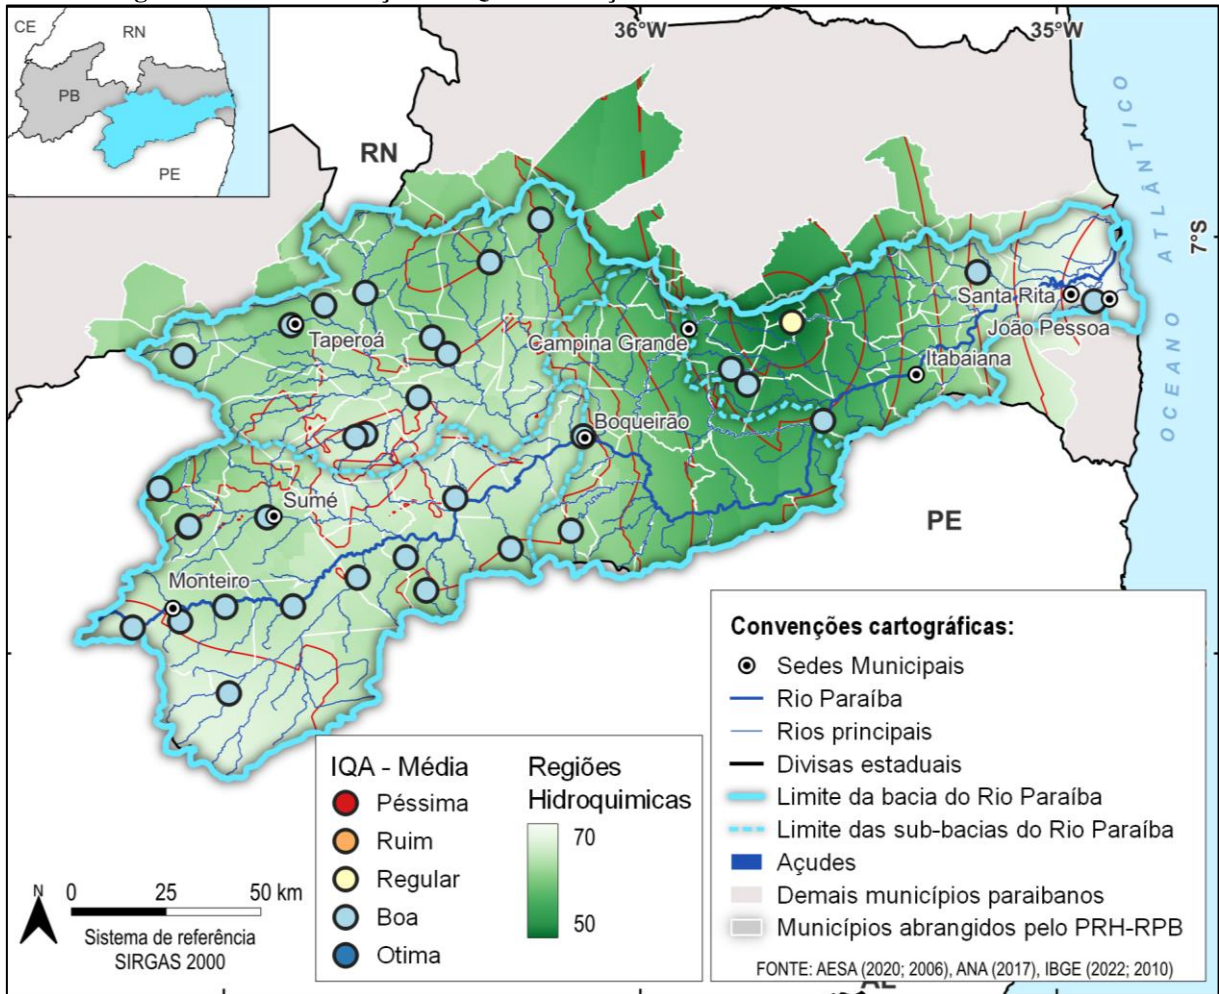 36°W
35°W
CE
RN
PB
PE
RN
OCEANO ATLÂNTICO
7°S
Santa Rita
João Pessoa
Taperoá
Campina Grande
Itabaiana
Boqueirão
Sumé
PE
Monteiro
Convenções cartográficas:
Sedes Municipais
Rio Paraíba
Rios principais
Divisas estaduais
Limite da bacia do Rio Paraíba
Limite das sub-bacias do Rio Paraíba
Açudes
Demais municípios paraibanos
Municípios abrangidos pelo PRH-RPB
FONTE: AESA (2020; 2006), ANA (2017), IBGE (2022; 2010)
IQA - Média
Péssima
Ruim
Regular
Boa
Otima
Regiões
Hidroquimicas
70
50
N
0 25 50 km
Sistema de referência
SIRGAS 2000